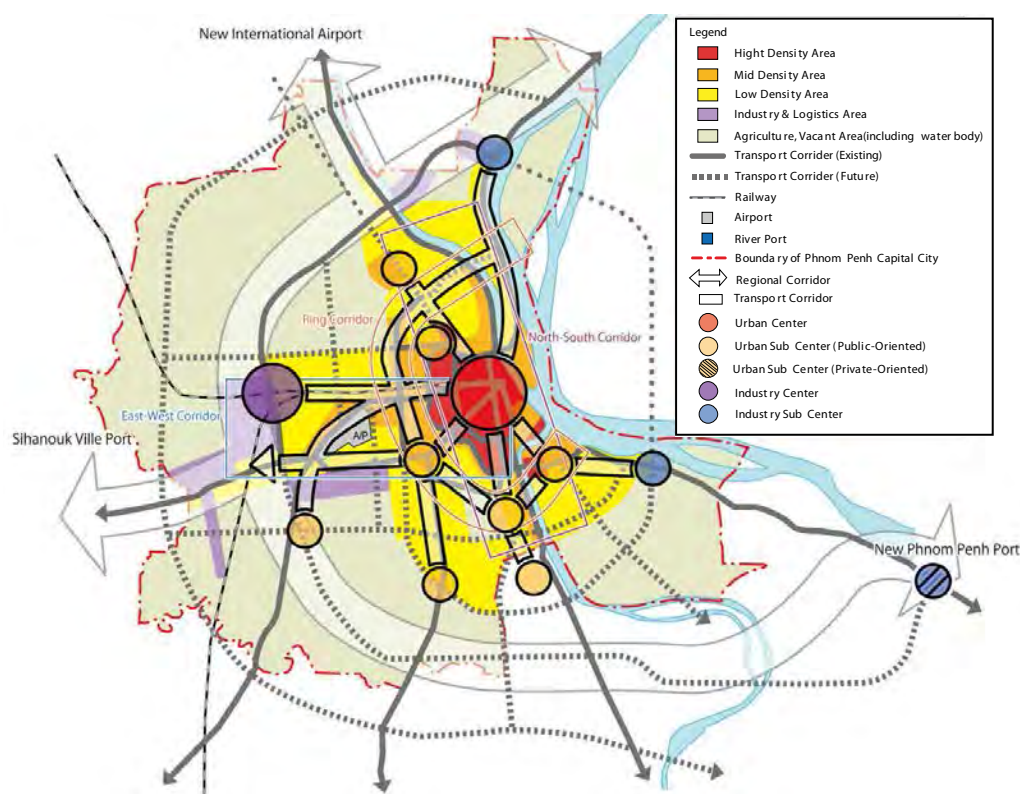 New International Airport
Legend
Hight Density Area
Mid Density Area
Low Density Area
Industry & Logistics Area
Agriculture, Vacant Area(including water body)
Transport Corrider (Existing)
Transport Corrider (Future)
Railway
Airport
River Port
Boundary of Phnom Penh Capital City
Regional Corridor
Transport Corridor
Urban Center
Urban Sub Center (Public-Oriented)
Urban Sub Center (Private-Oriented)
Industry Center
Industry Sub Center
Ring Corridor
North-South Corridor
East-West Corridor
A/P
Sihanouk Ville Port
New Phnom Penh Port